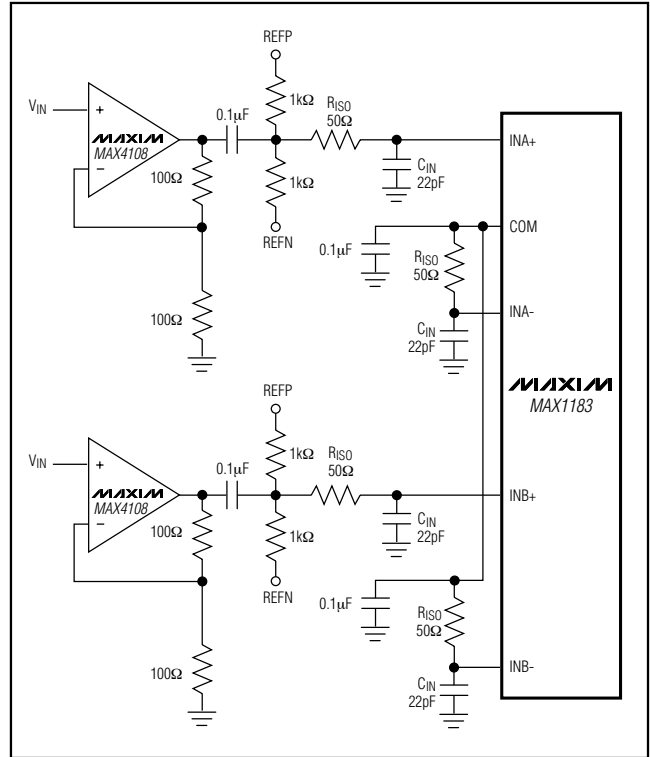 REFP
VIN
+
MAXIM
MAX4108
−
0.1μF
1kΩ
RISO
50Ω
INA+
100Ω
1kΩ
CIN
22pF
REFN
COM
0.1μF
RISO
50Ω
100Ω
INA-
CIN
22pF
MAXIM
MAX1183
REFP
VIN
+
MAXIM
MAX4108
−
0.1μF
1kΩ
RISO
50Ω
INB+
100Ω
1kΩ
CIN
22pF
REFN
0.1μF
RISO
50Ω
100Ω
INB-
CIN
22pF